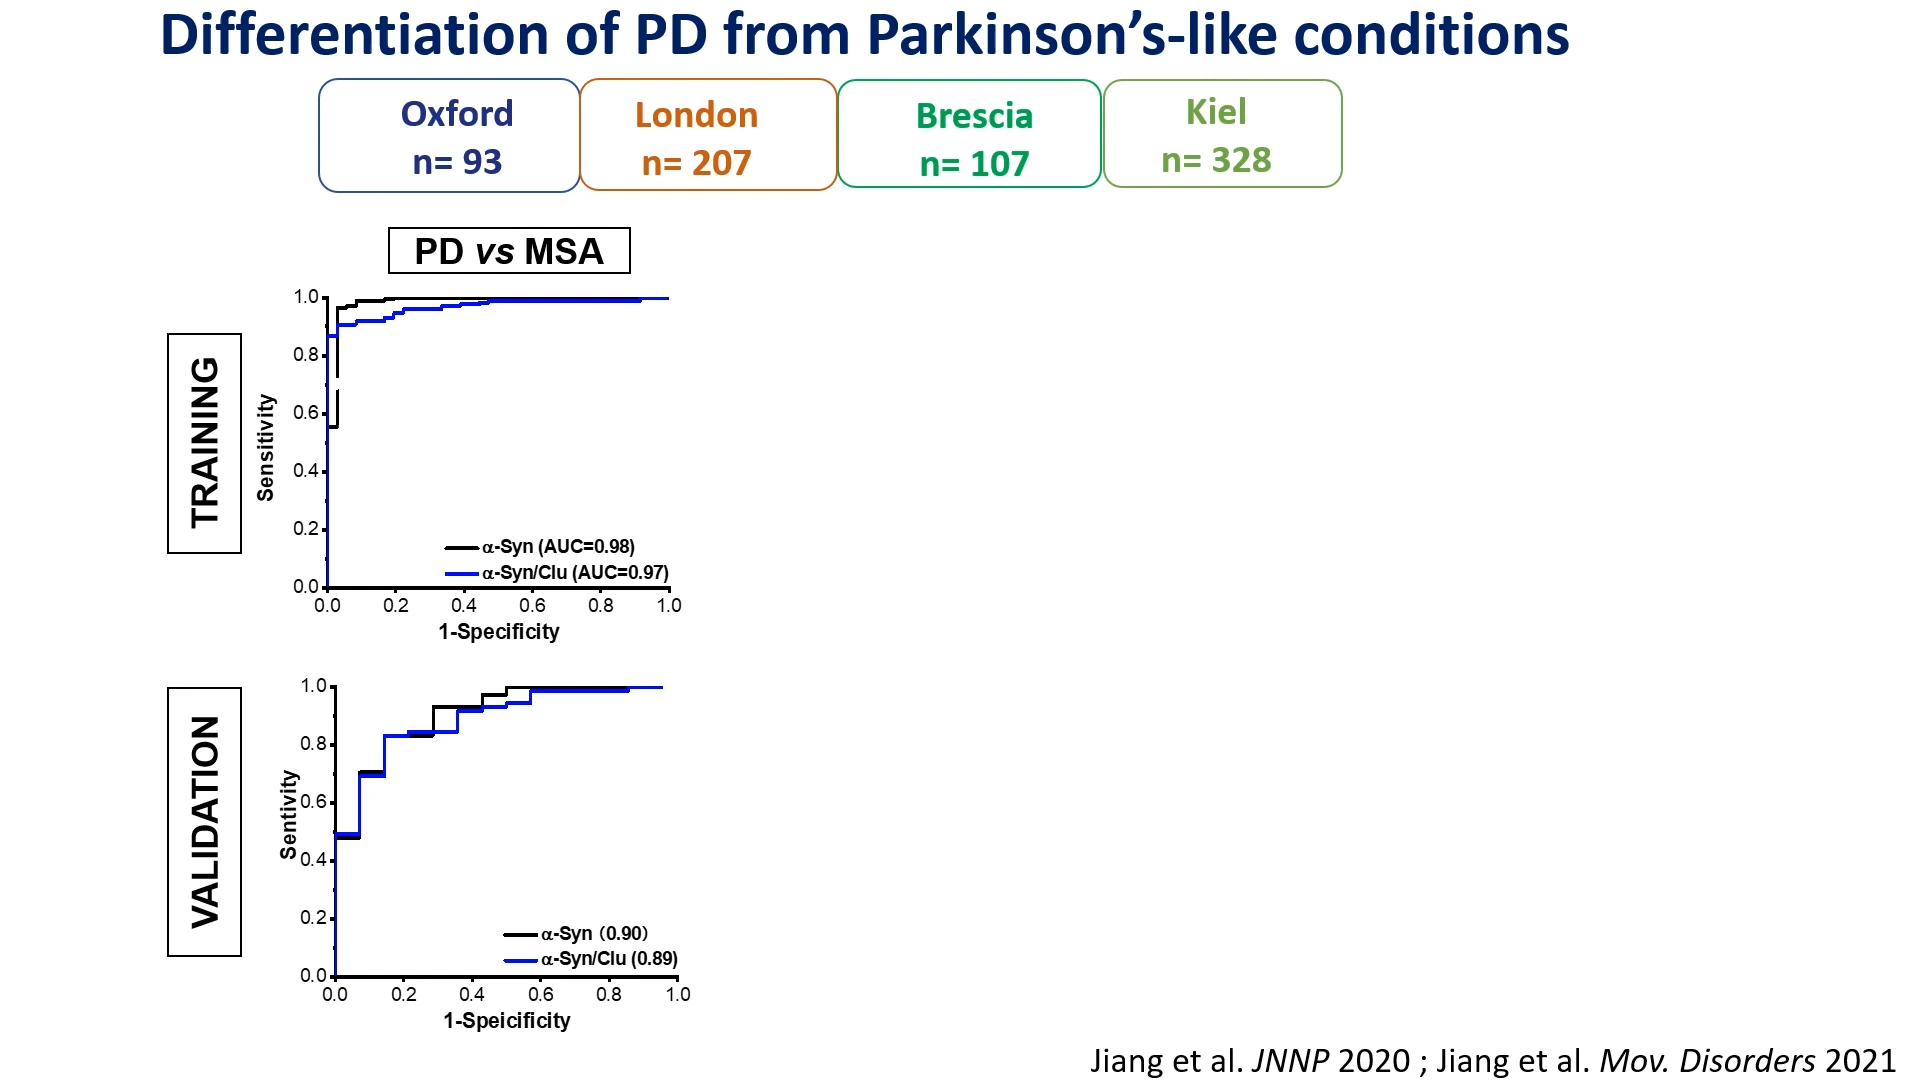 Differentiation of PD from Parkinson’s-like conditions
Oxford
n= 93
London
n= 207
Brescia
n= 107
Kiel
n= 328
PD vs MSA
TRAINING
Sensitivity
1.0
0.8
0.6
0.4
0.2
0.0
α-Syn (AUC=0.98)
α-Syn/Clu (AUC=0.97)
0.0 0.2 0.4 0.6 0.8 1.0
1-Specificity
VALIDATION
Sentivity
1.0
0.8
0.6
0.4
0.2
0.0
α-Syn (0.90)
α-Syn/Clu (0.89)
0.0 0.2 0.4 0.6 0.8 1.0
1-Speicificity
Jiang et al. JNNP 2020 ; Jiang et al. Mov. Disorders 2021